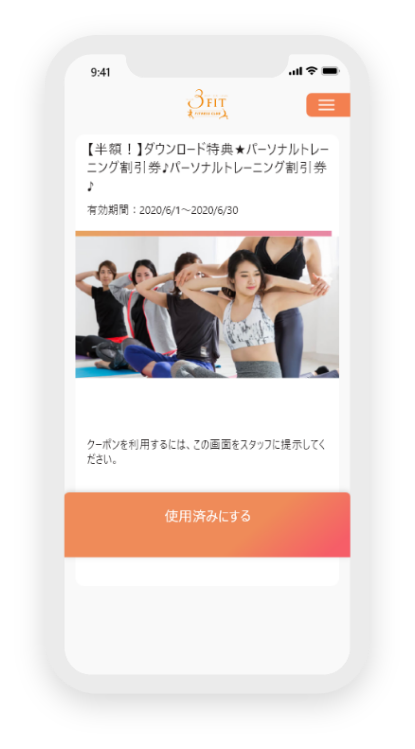 9:41
3 FIT
FITNESS CLUB
【半額！】ダウンロード特典★パーソナルトレー
ニング割引券♪パーソナルトレーニング割引券
♪
有効期間：2020/6/1～2020/6/30
クーポンを利用するには、この画面をスタッフに提示してく
ださい。
使用済みにする